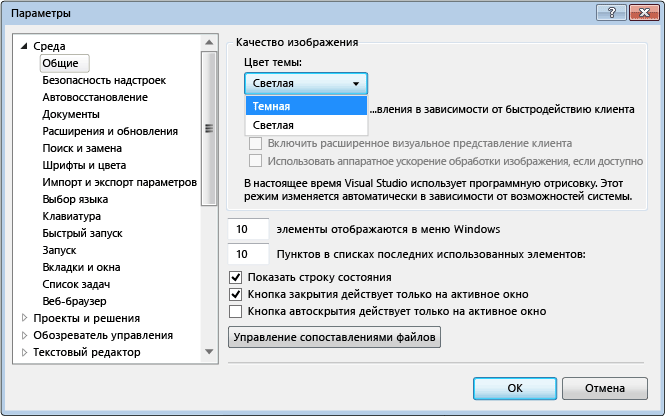 Параметры
Среда
Общие
Безопасность надстроек
Автовосстановление
Документы
Расширения и обновления
Поиск и замена
Шрифты и цвета
Импорт и экспорт параметров
Выбор языка
Клавиатура
Быстрый запуск
Запуск
Вкладки и окна
Список задач
Веб-браузер
Проекты и решения
Обозреватель управления
Текстовый редактор
Качество изображения
Цвет темы:
Светлая
Темная
...вления в зависимости от быстродействию клиента
Светлая
Включить расширенное визуальное представление клиента
Использовать аппаратное ускорение обработки изображения, если доступно
В настоящее время Visual Studio использует программную отрисовку. Этот
режим изменяется автоматически в зависимости от возможностей системы.
10 элементы отображаются в меню Windows
10 Пунктов в списках последних использованных элементов:
Показать строку состояния
Кнопка закрытия действует только на активное окно
Кнопка автоскрытия действует только на активное окно
Управление сопоставлениями файлов
ОК
Отмена